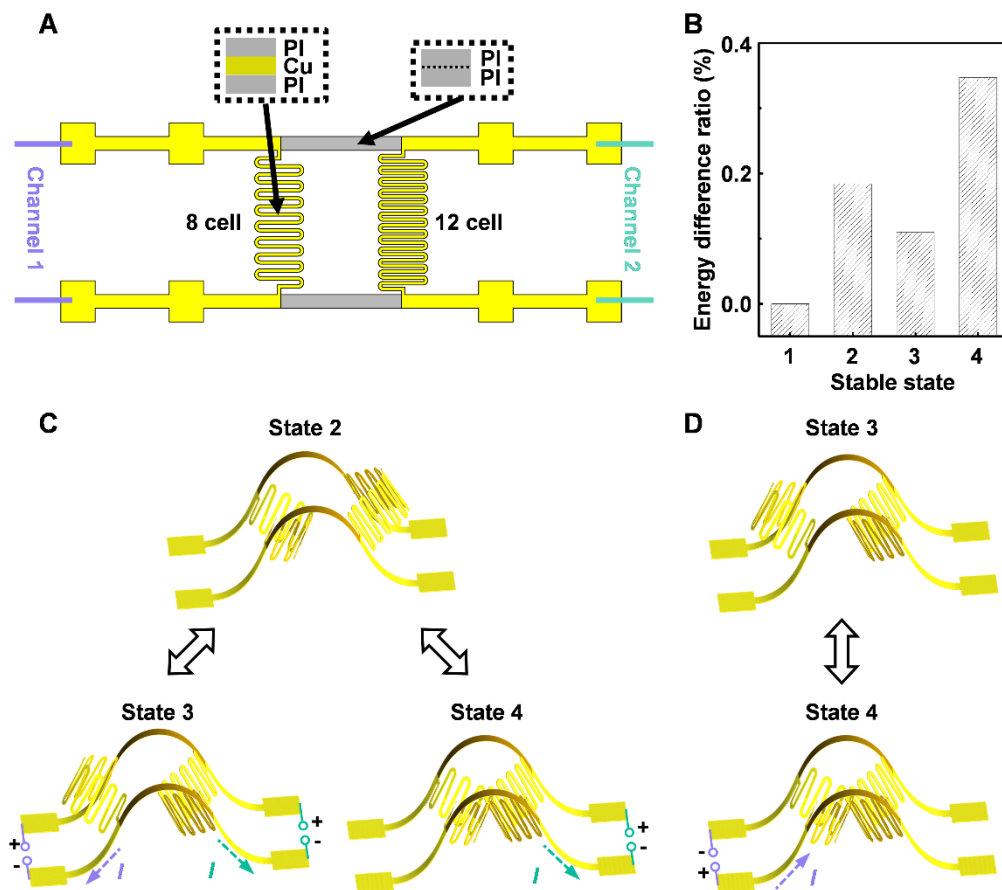 A
PI
Cu
PI
PI
PI
Channel 1
8 cell
12 cell
Channel 2
B
Energy difference ratio (%)
0.4
0.2
0.0
1 2 3 4
Stable state
C
State 2
State 3
+
-
I
I
+
-
State 4
+
-
I
D
State 3
State 4
-
+
I